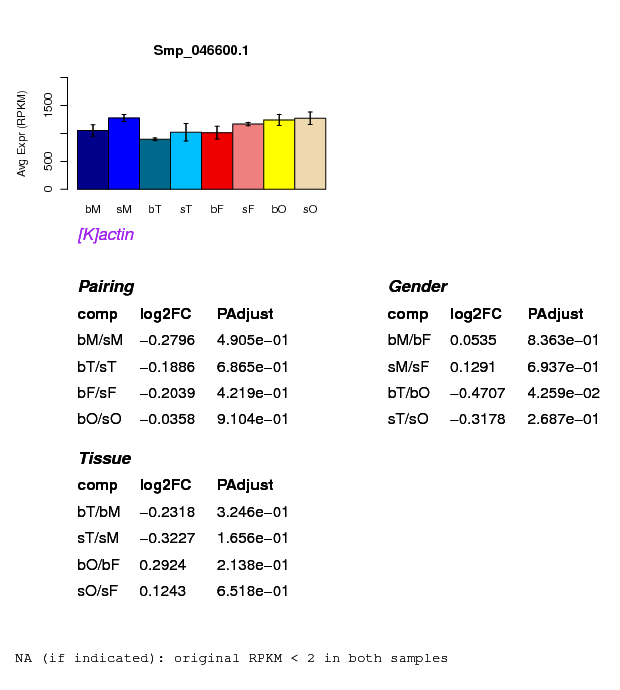 Smp_046600.1
Avg Expr (RPKM)
1500
500
0
bM sM bT sT bF sF bO sO
[K]actin
Pairing
comp log2FC PAdjust
bM/sM −0.2796 4.905e−01
bT/sT −0.1886 6.865e−01
bF/sF −0.2039 4.219e−01
bO/sO −0.0358 9.104e−01
Gender
comp log2FC PAdjust
bM/bF 0.0535 8.363e−01
sM/sF 0.1291 6.937e−01
bT/bO −0.4707 4.259e−02
sT/sO −0.3178 2.687e−01
Tissue
comp log2FC PAdjust
bT/bM −0.2318 3.246e−01
sT/sM −0.3227 1.656e−01
bO/bF 0.2924 2.138e−01
sO/sF 0.1243 6.518e−01
NA (if indicated): original RPKM < 2 in both samples